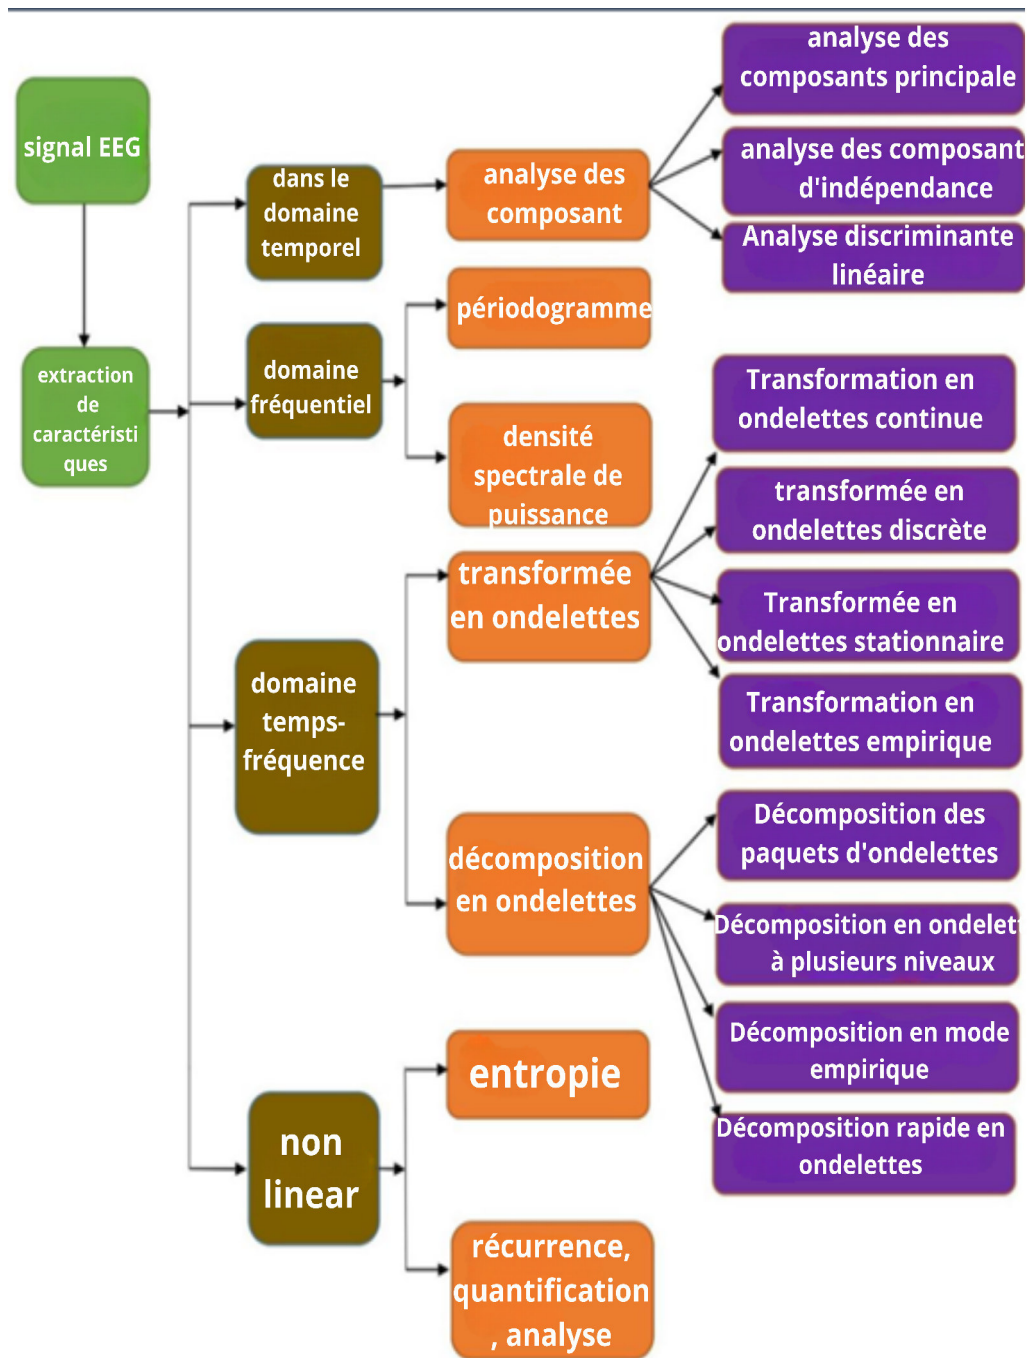 signal EEG
extraction
de
caractéristi
ques
dans le
domaine
temporel
domaine
fréquentiel
domaine
temps-
fréquence
non
linear
analyse des
composant
périodogramme
densité
spectrale de
puissance
transformée
en ondelettes
décomposition
en ondelettes
entropie
récurrence,
quantification
, analyse
analyse des
composants principale
analyse des composant
d'indépendance
Analyse discriminante
linéaire
Transformation en
ondelettes continue
transformée en
ondelettes discrète
Transformée en
ondelettes stationnaire
Transformation en
ondelettes empirique
Décomposition des
paquets d'ondelettes
Décomposition en ondelett
à plusieurs niveaux
Décomposition en mode
empirique
Décomposition rapide en
ondelettes